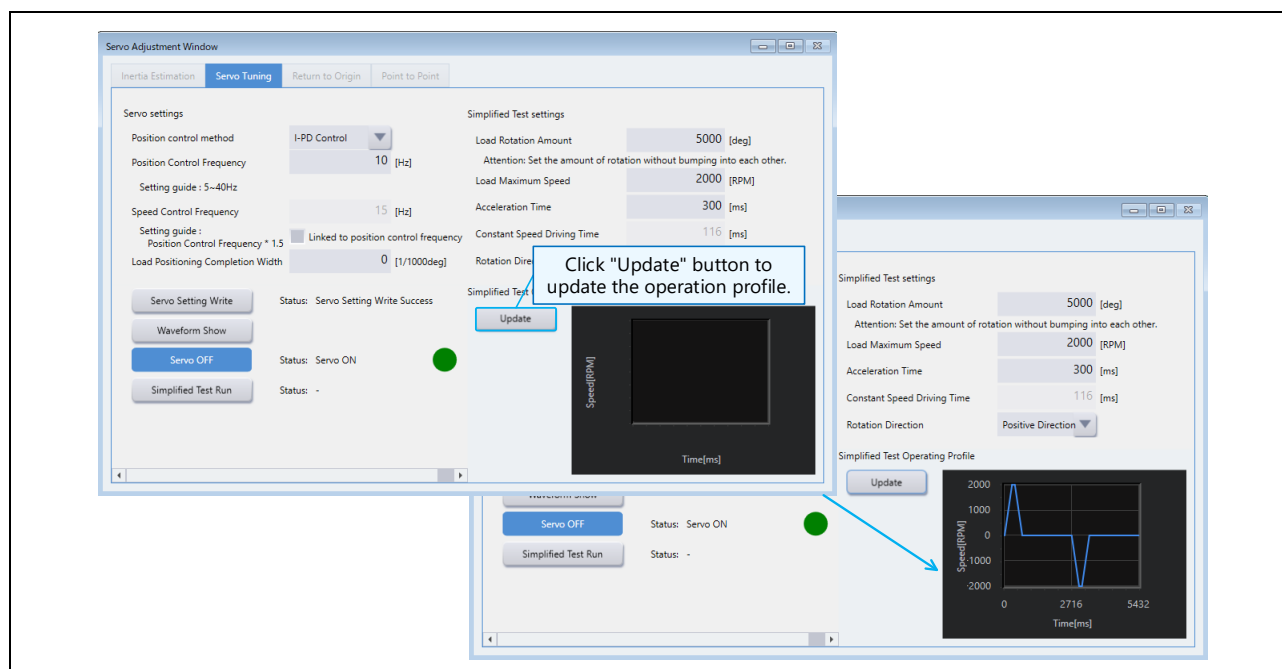 Servo Adjustment Window
Inertia Estimation Servo Tuning Return to Origin Point to Point
Servo settings
Position control method I-PD Control
Position Control Frequency 10 [Hz]
Setting guide : 5~40Hz
Speed Control Frequency 15 [Hz]
Setting guide :
Position Control Frequency * 1.5 Linked to position control frequency
Load Positioning Completion Width 0 [1/1000deg]
Servo Setting Write Status: Servo Setting Write Success
Waveform Show
Servo OFF Status: Servo ON
Simplified Test Run Status: -
Simplified Test settings
Load Rotation Amount 5000 [deg]
Attention: Set the amount of rotation without bumping into each other.
Load Maximum Speed 2000 [RPM]
Acceleration Time 300 [ms]
Constant Speed Driving Time 116 [ms]
Rotation Dire
Click "Update" button to
update the operation profile.
Simplified Test
Update
Speed[RPM]
Time[ms]
Simplified Test settings
Load Rotation Amount 5000 [deg]
Attention: Set the amount of rotation without bumping into each other.
Load Maximum Speed 2000 [RPM]
Acceleration Time 300 [ms]
Constant Speed Driving Time 116 [ms]
Rotation Direction Positive Direction
Simplified Test Operating Profile
Update
Speed[RPM]
2000
1000
0
-1000
-2000
0 2716 5432
Time[ms]
Waveform Show
Servo OFF Status: Servo ON
Simplified Test Run Status: -